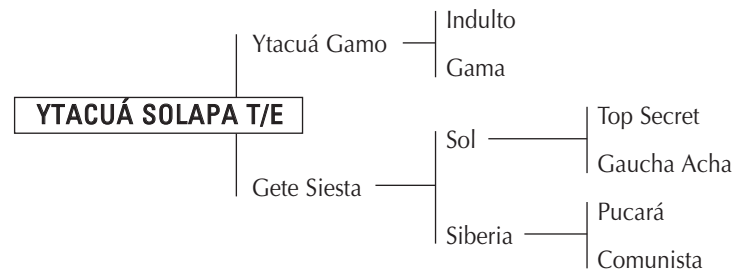 Indulto
Ytacuá Gamo
Gama
YTACUÁ SOLAPA T/E
Top Secret
Sol
Gaucha Acha
Gete Siesta
Pucará
Siberia
Comunista